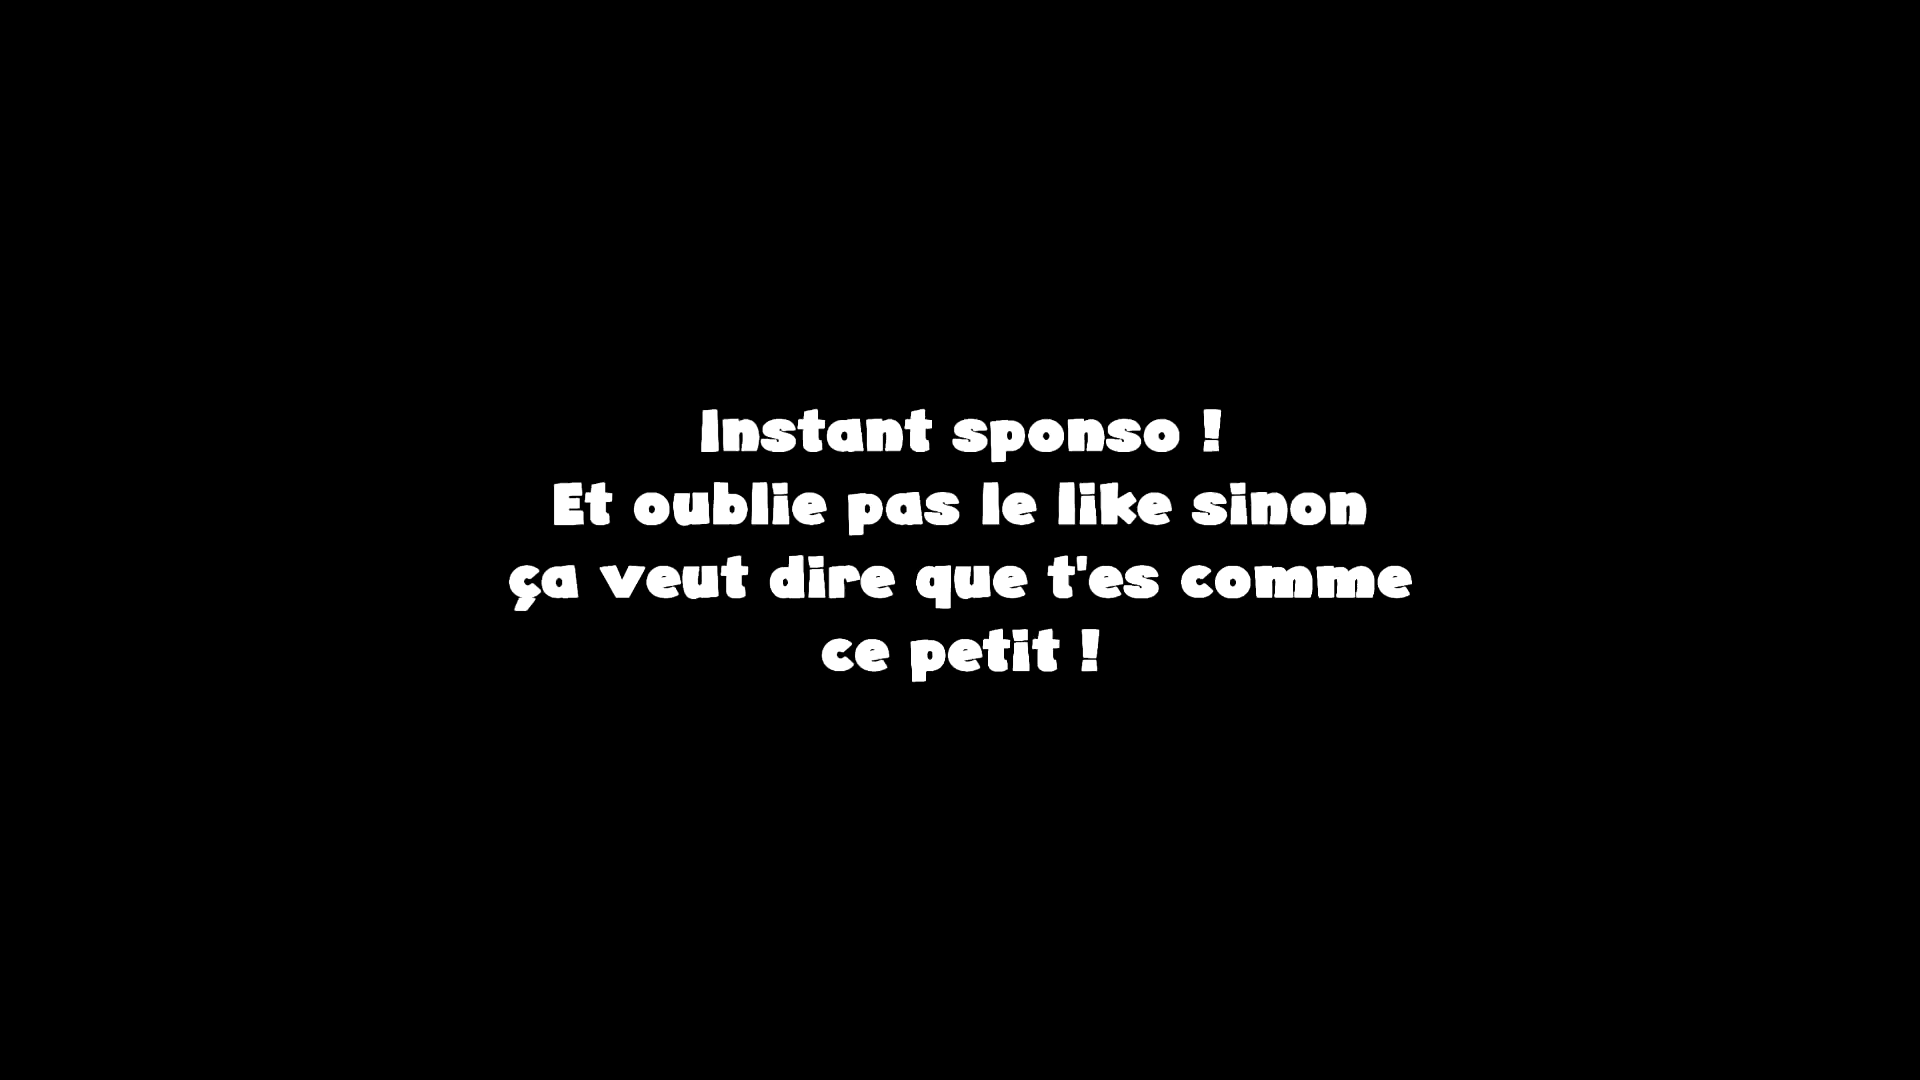 Instant sponso !
Et oublie pas le like sinon
ça veut dire que t'es comme
ce petit !